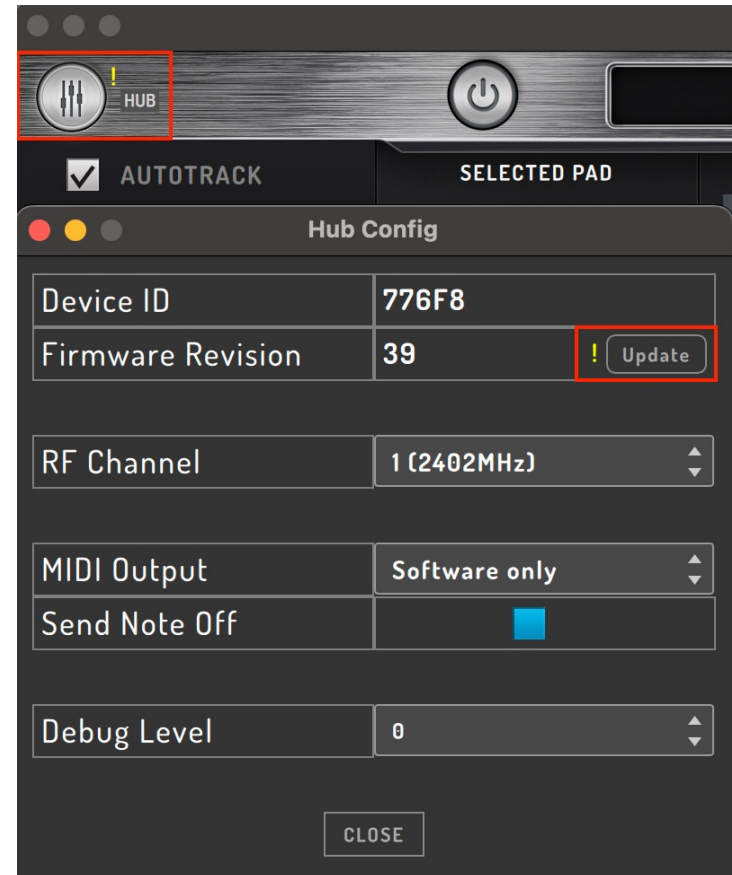 !
HUB
AUTOTRACK
SELECTED PAD
Hub Config
Device ID 776F8
Firmware Revision 39 ! Update
RF Channel 1 (2402MHz)
MIDI Output Software only
Send Note Off
Debug Level 0
CLOSE